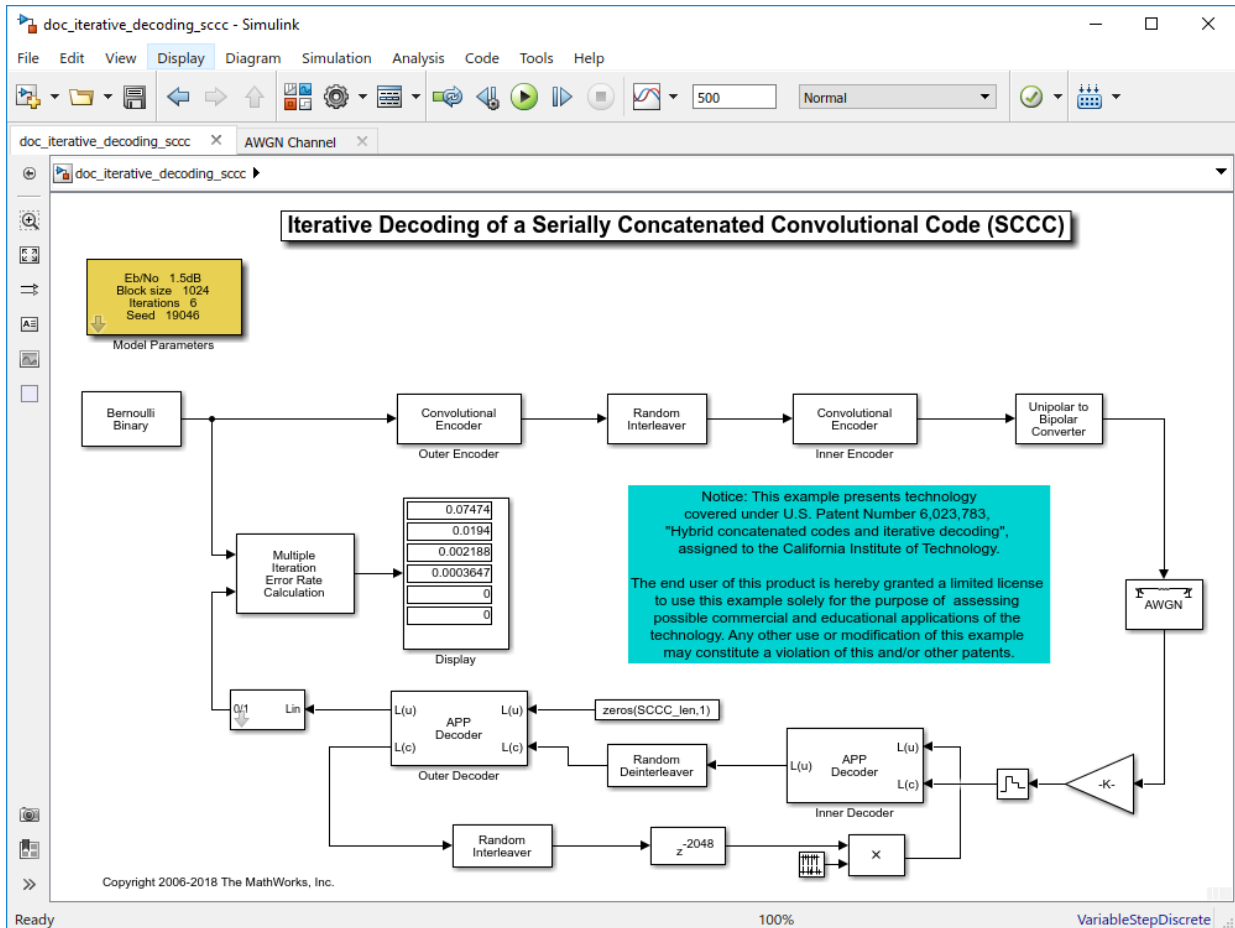 doc_iterative_decoding_sccc - Simulink
File Edit View Display Diagram Simulation Analysis Code Tools Help
500 Normal
doc_iterative_decoding_sccc AWGN Channel
doc_iterative_decoding_sccc
Iterative Decoding of a Serially Concatenated Convolutional Code (SCCC)
Eb/No 1.5dB
Block size 1024
Iterations 6
Seed 19046
Model Parameters
Bernoulli
Binary
Convolutional
Encoder
Outer Encoder
Random
Interleaver
Convolutional
Encoder
Inner Encoder
Unipolar to
Bipolar
Converter
Multiple
Iteration
Error Rate
Calculation
0.07474
0.0194
0.002188
0.0003647
0
0
Display
Notice: This example presents technology
covered under U.S. Patent Number 6,023,783,
"Hybrid concatenated codes and iterative decoding",
assigned to the California Institute of Technology.
The end user of this product is hereby granted a limited license
to use this example solely for the purpose of assessing
possible commercial and educational applications of the
technology. Any other use or modification of this example
may constitute a violation of this and/or other patents.
AWGN
0/1 Lin
L(u) L(u)
APP
Decoder
L(c) L(c)
Outer Decoder
zeros(SCCC_len,1)
Random
Deinterleaver
L(u)
L(u) APP
Decoder
L(c)
Inner Decoder
-K-
Random
Interleaver
z-2048
×
Copyright 2006-2018 The MathWorks, Inc.
Ready 100% VariableStepDiscrete